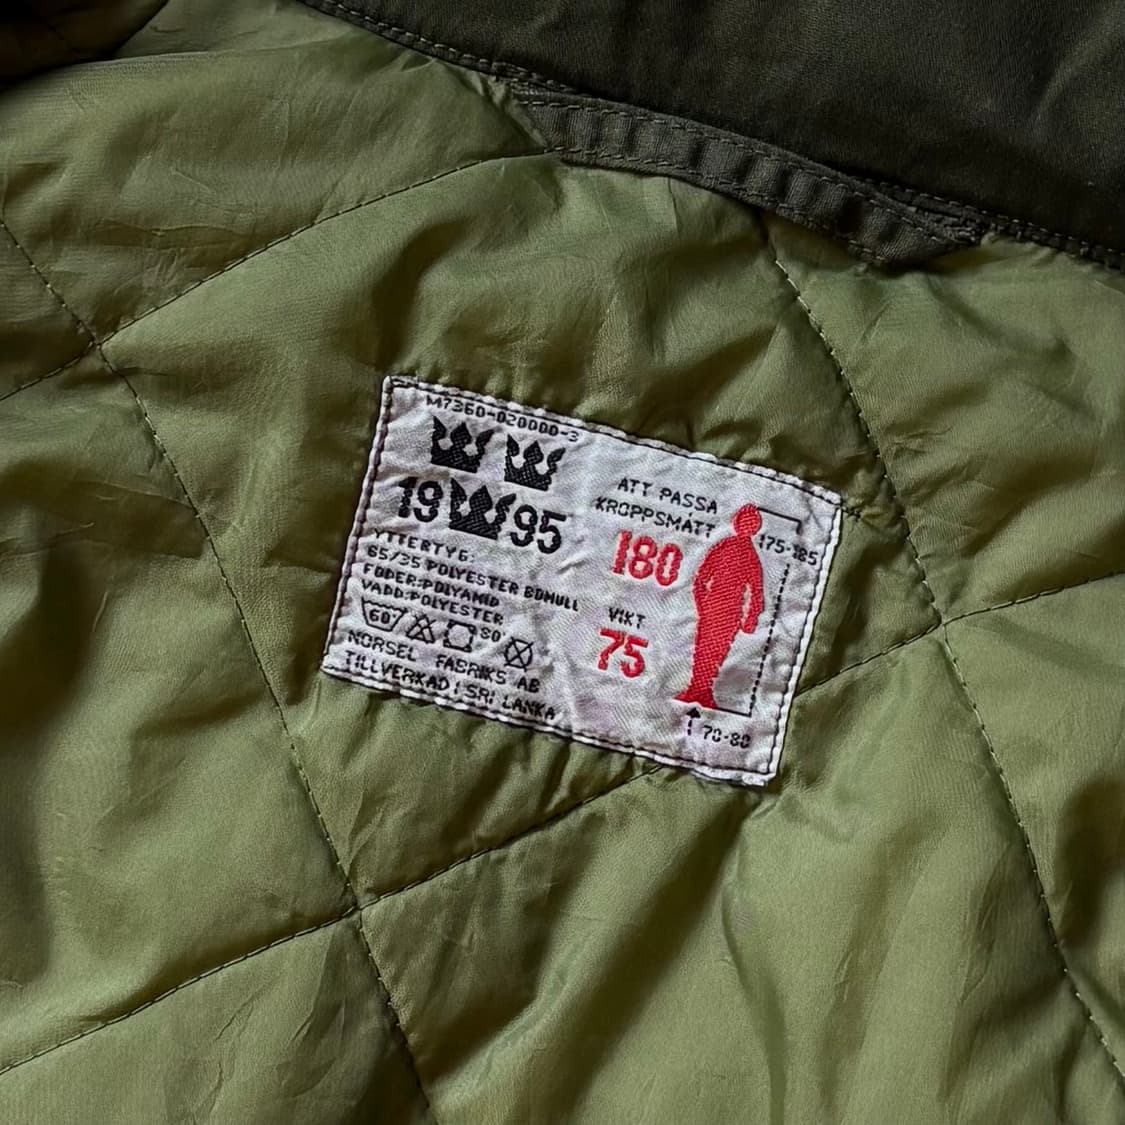 M7360-020000-3
19 95
YTTERTYG:
65/35 POLYESTER BOMULL
FODER:POLYAMID
VADD:POLYESTER
60° 80°
NORSEL FABRIKS AB
TILLVERKAD I SRI LANKA
ATT PASSA
KROPPSMÅTT
180
175-185
VIKT
75
70-80